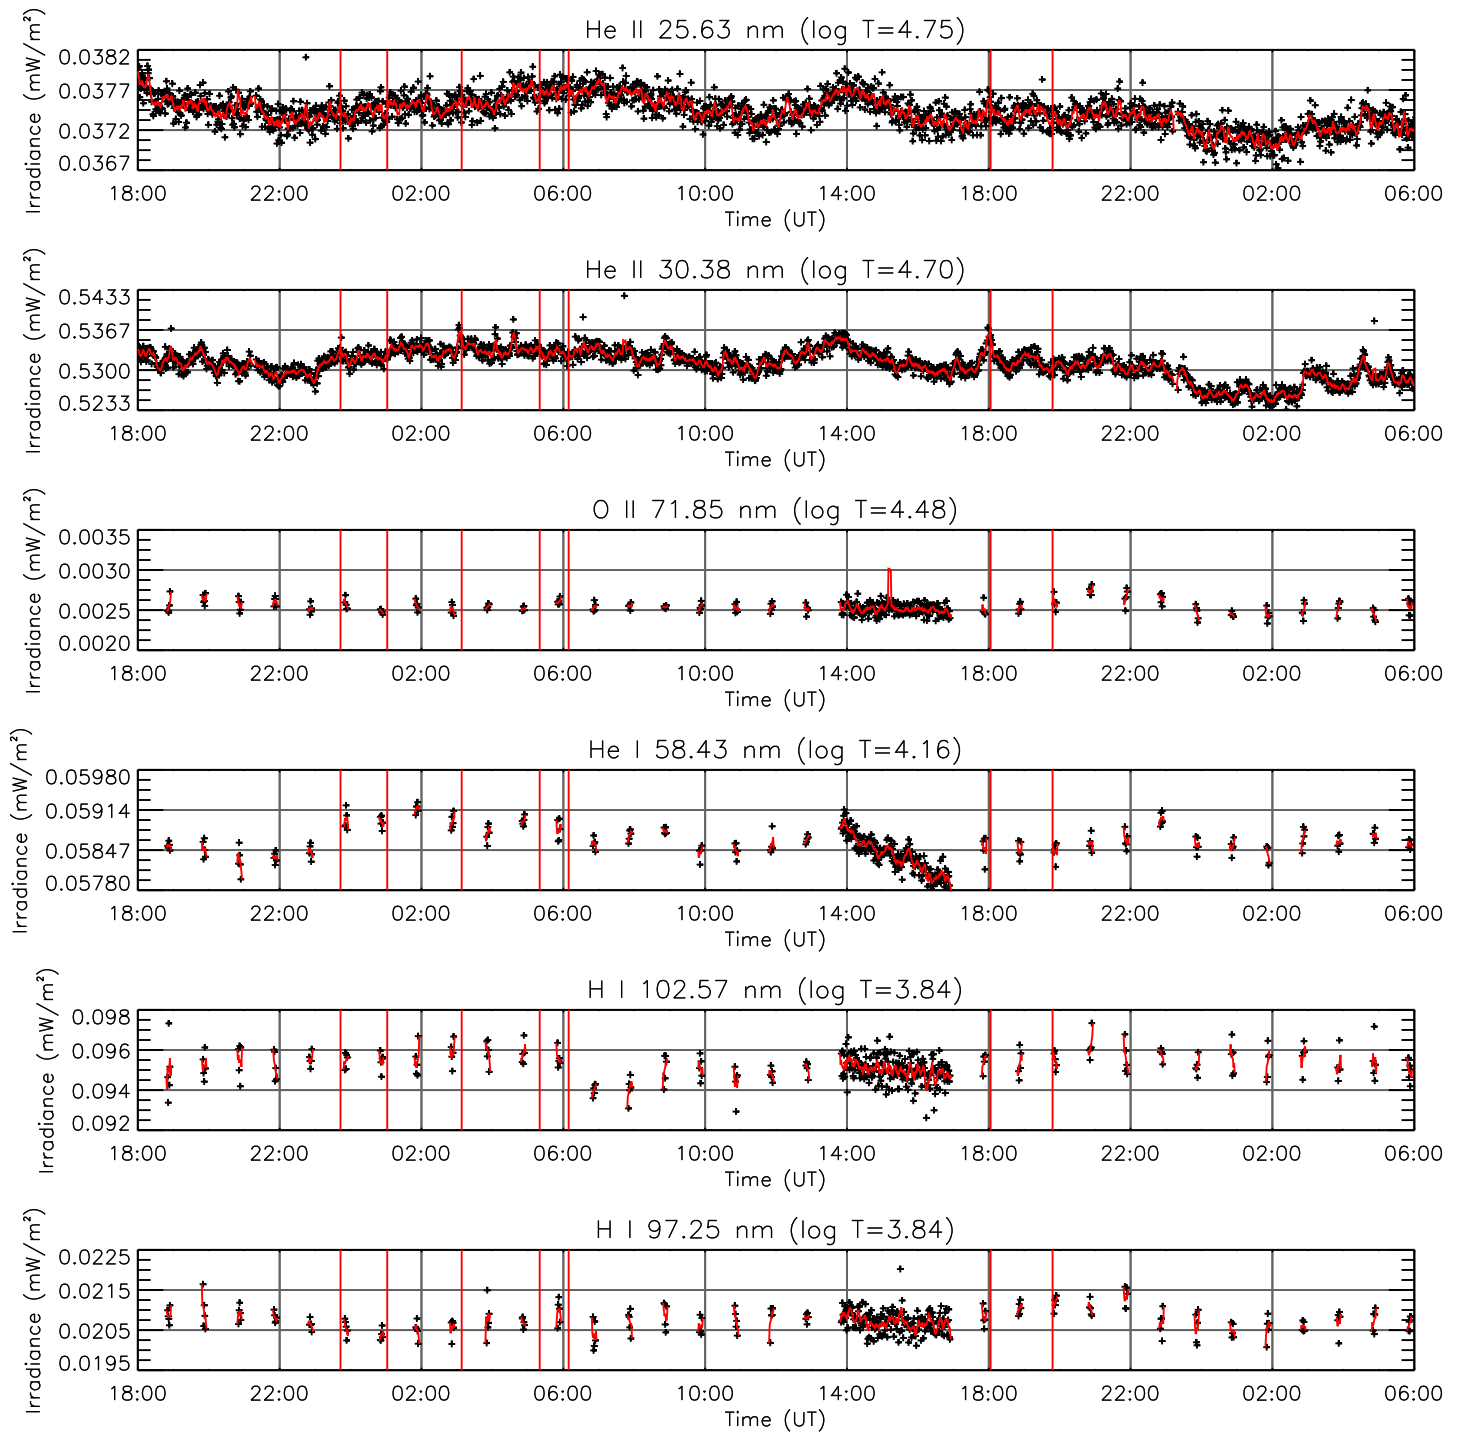 He II 25.63 nm (log T=4.75)
Irradiance (mW/m²)
0.0382
0.0377
0.0372
0.0367
18:00 22:00 02:00 06:00 10:00 14:00 18:00 22:00 02:00 06:00
Time (UT)
He II 30.38 nm (log T=4.70)
Irradiance (mW/m²)
0.5433
0.5367
0.5300
0.5233
18:00 22:00 02:00 06:00 10:00 14:00 18:00 22:00 02:00 06:00
Time (UT)
O II 71.85 nm (log T=4.48)
Irradiance (mW/m²)
0.0035
0.0030
0.0025
0.0020
18:00 22:00 02:00 06:00 10:00 14:00 18:00 22:00 02:00 06:00
Time (UT)
He I 58.43 nm (log T=4.16)
Irradiance (mW/m²)
0.05980
0.05914
0.05847
0.05780
18:00 22:00 02:00 06:00 10:00 14:00 18:00 22:00 02:00 06:00
Time (UT)
H I 102.57 nm (log T=3.84)
Irradiance (mW/m²)
0.098
0.096
0.094
0.092
18:00 22:00 02:00 06:00 10:00 14:00 18:00 22:00 02:00 06:00
Time (UT)
H I 97.25 nm (log T=3.84)
Irradiance (mW/m²)
0.0225
0.0215
0.0205
0.0195
18:00 22:00 02:00 06:00 10:00 14:00 18:00 22:00 02:00 06:00
Time (UT)